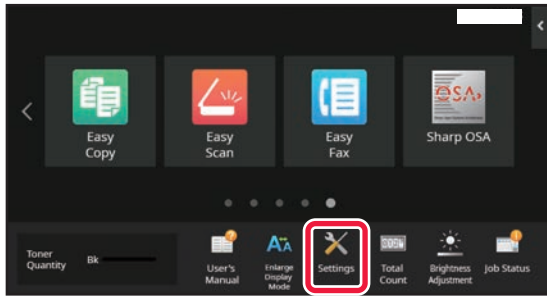 Easy
Copy
Easy
Scan
Easy
Fax
OSA
Sharp OSA
Toner
Quantity
Bk
User's
Manual
Enlarge
Display
Mode
Settings
Total
Count
Brightness
Adjustment
Job Status